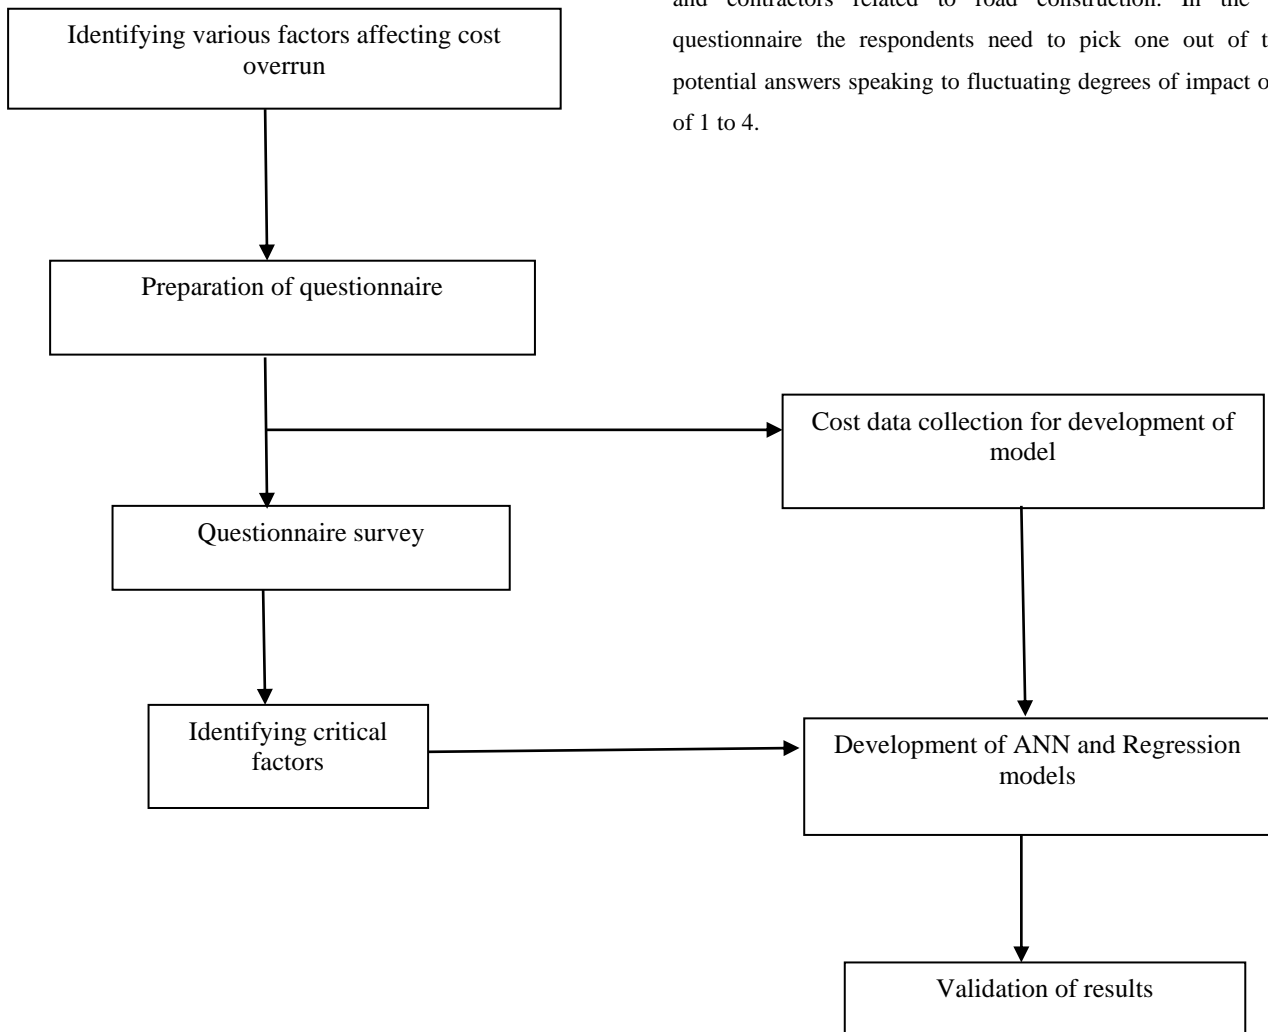 and contractors related to road construction. In the
questionnaire the respondents need to pick one out of
potential answers speaking to fluctuating degrees of impact
of 1 to 4.
Identifying various factors affecting cost
overrun
Preparation of questionnaire
Cost data collection for development of
model
Questionnaire survey
Identifying critical
factors
Development of ANN and Regression
models
Validation of results